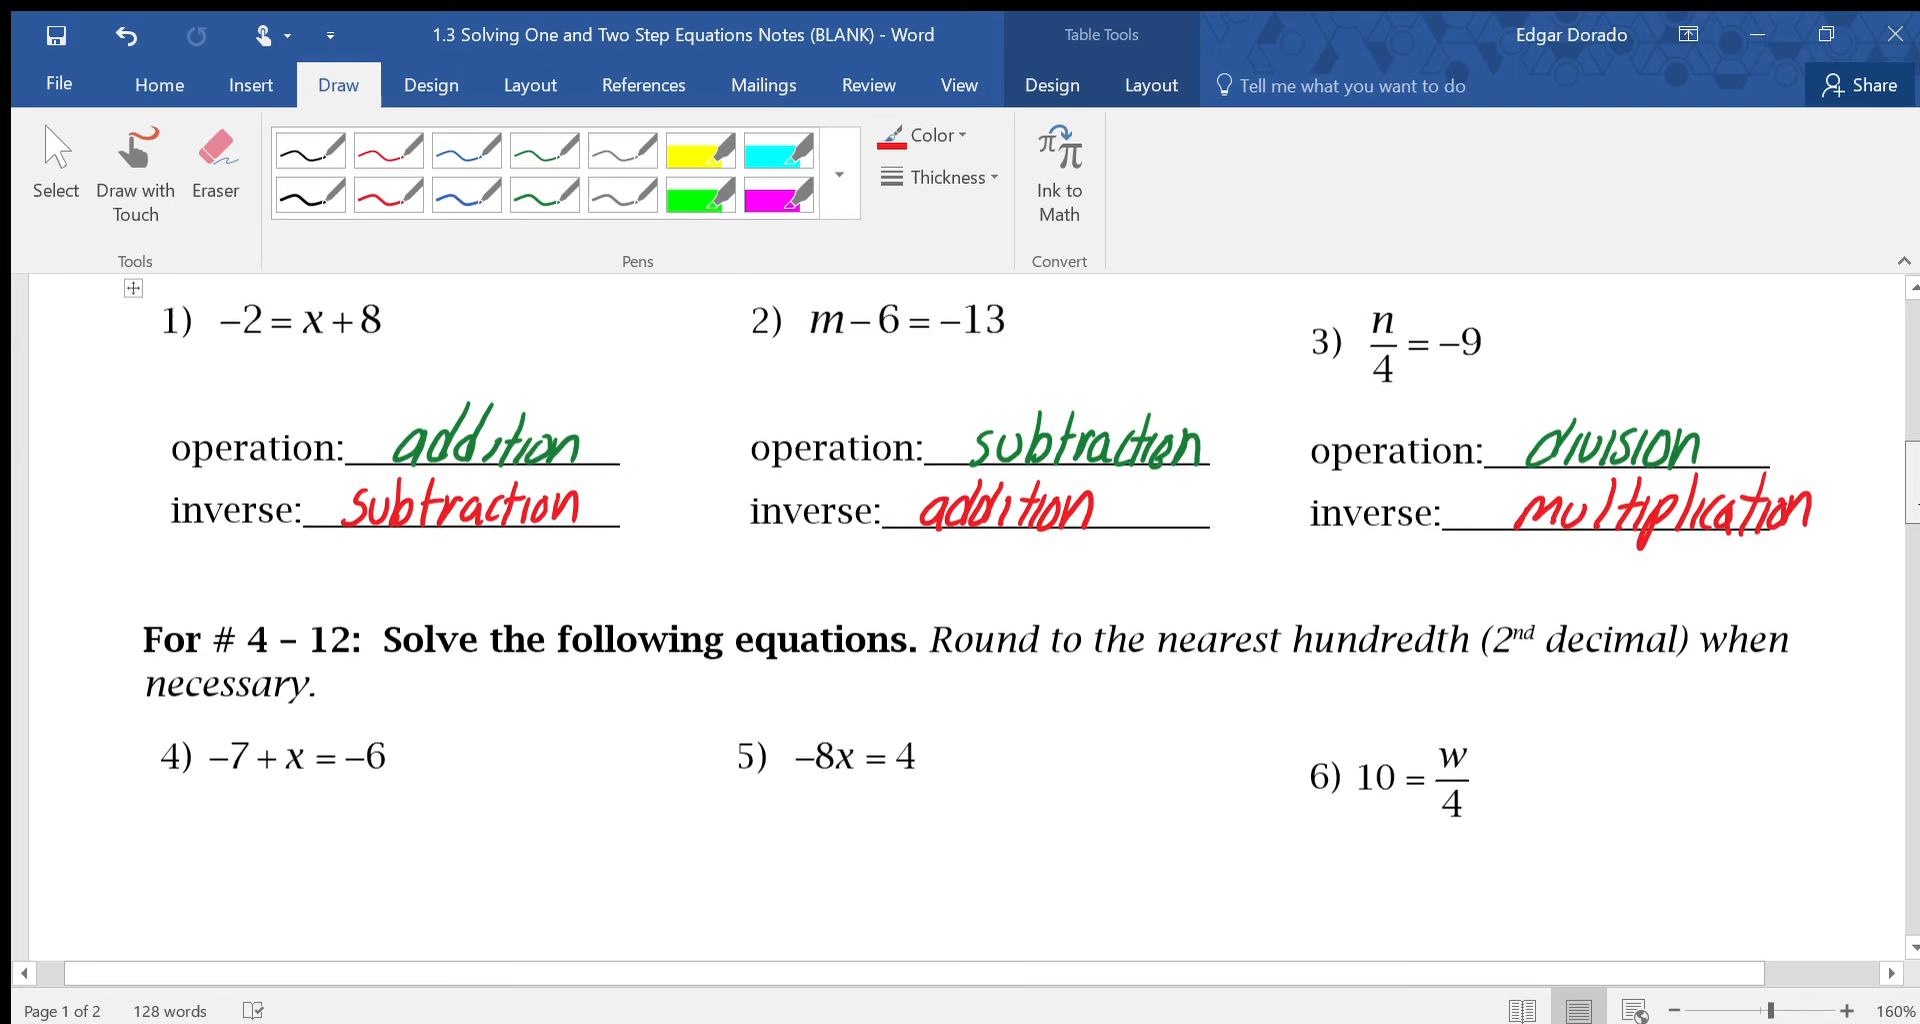 1.3 Solving One and Two Step Equations Notes (BLANK) - Word
Table Tools
Edgar Dorado
File Home Insert Draw Design Layout References Mailings Review View Design Layout Tell me what you want to do Share
Select
Draw with Touch
Eraser
Color
Thickness
Ink to Math
Tools Pens Convert
1) −2 = x + 8 2) m − 6 = −13 3) n/4 = −9
operation: addition operation: subtraction operation: division
inverse: subtraction inverse: addition inverse: multiplication
For # 4 – 12: Solve the following equations. Round to the nearest hundredth (2nd decimal) when
necessary.
4) −7 + x = −6 5) −8x = 4 6) 10 = w/4
Page 1 of 2 128 words 160%